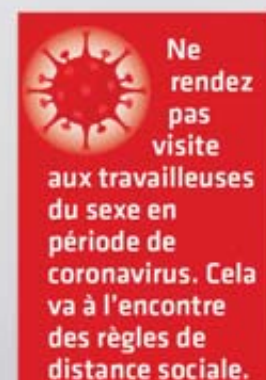 Ne
rendez
pas
visite
aux travailleuses
du sexe en
période de
coronavirus. Cela
va à l'encontre
des règles de
distance sociale.